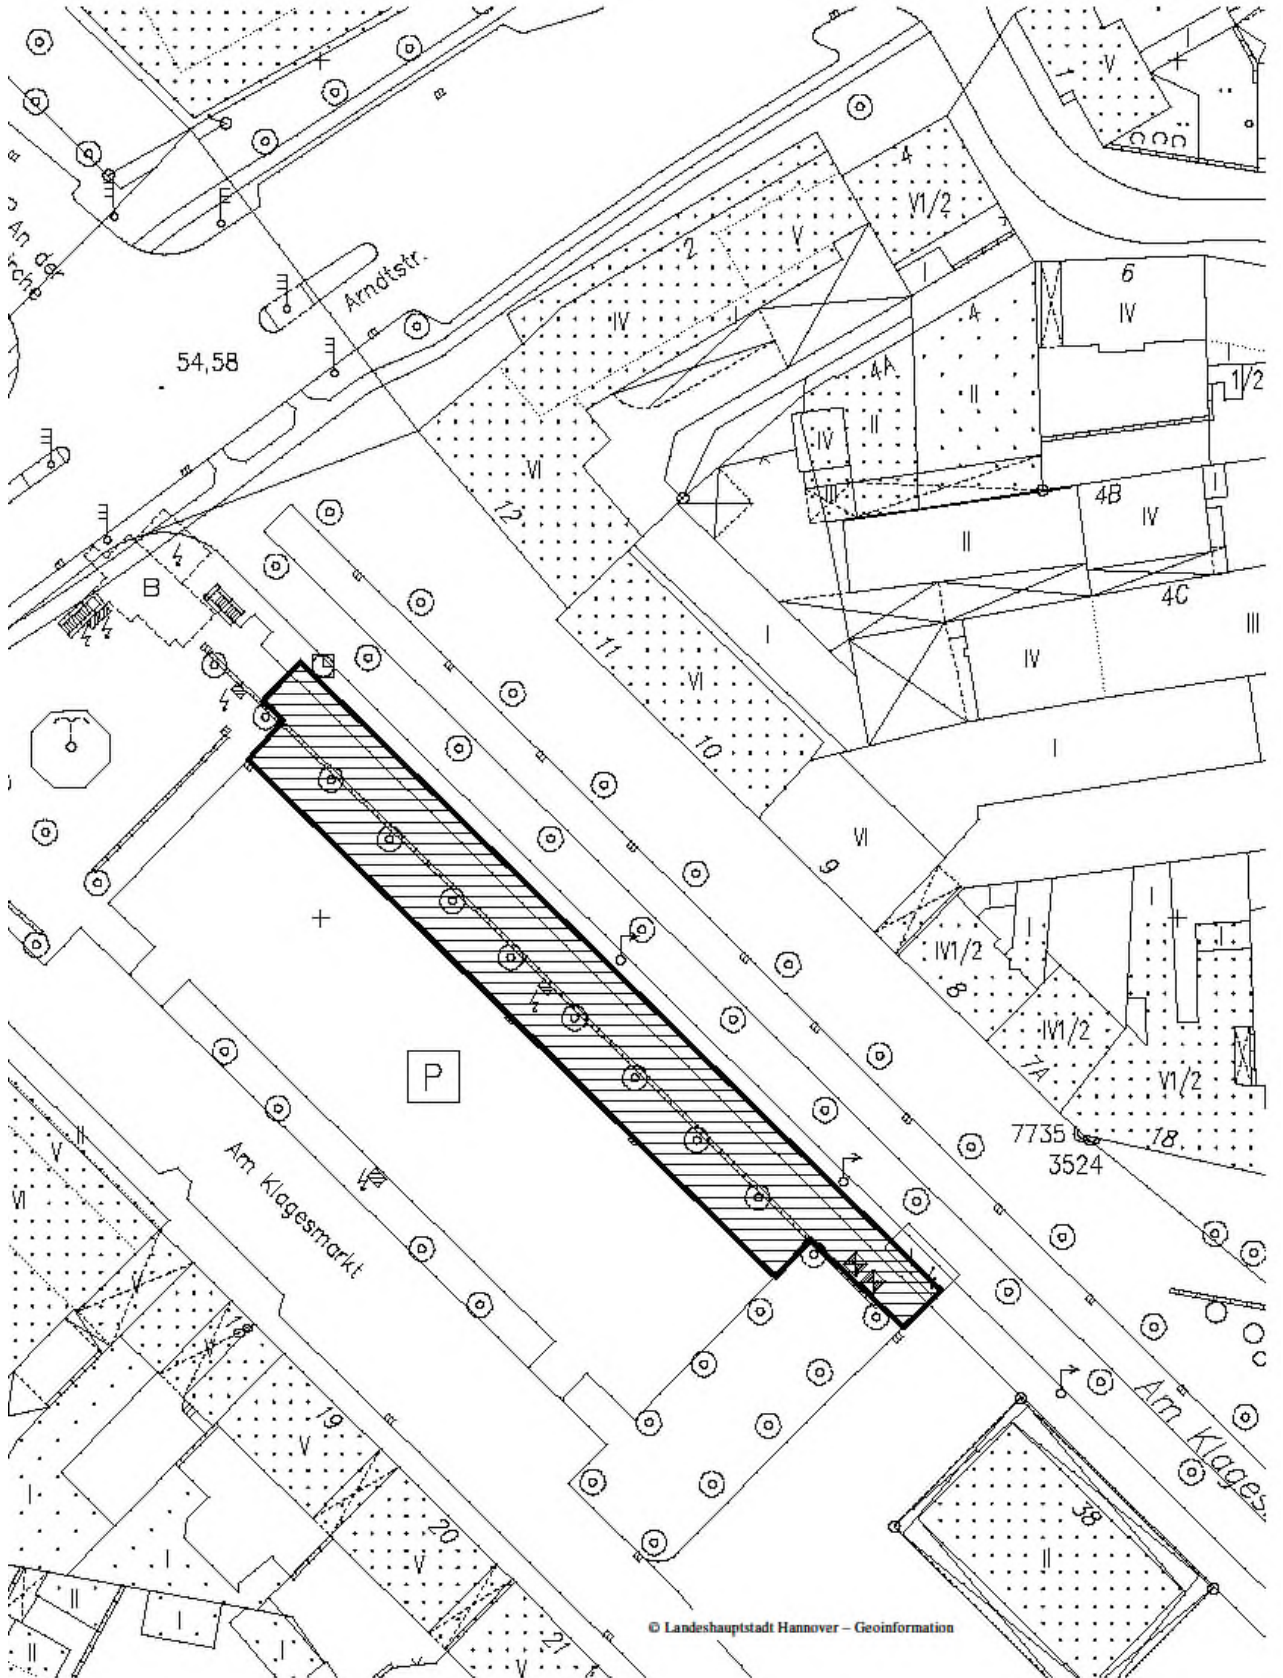 V
I
1
4
V1/2
An der
2
V
Arndtstr.
I
6
IV
IV
I
4
54,58
4A
II
II
I
1/2
IV
VI
III
4B
IV
12
II
I
B
4C
III
11
I
IV
VI
10
I
VI
9
I
I
I
IV1/2
8
IV1/2
7A
V1/2
P
7735
3524
18
II
V
VI
Am Klagesmarkt
V
V
19
V
Am Klages
38
I
20
V
I
II
II
I
I
I
21
V
© Landeshauptstadt Hannover – Geoinformation